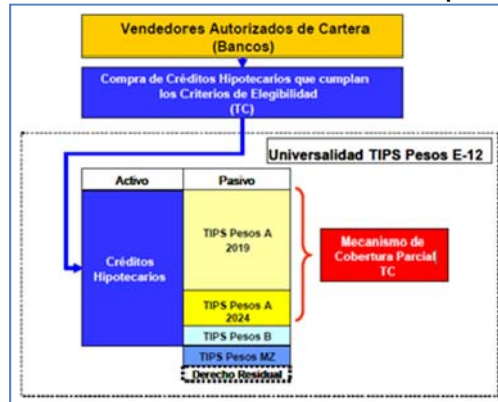 Vendedores Autorizados de Cartera
(Bancos)
Compra de Créditos Hipotecarios que cumplan
los Criterios de Elegibilidad
(TC)
Universalidad TIPS Pesos E-12
Activo
Pasivo
Créditos
Hipotecarios
TIPS Pesos A
2019
TIPS Pesos A
2024
TIPS Pesos B
TIPS Pesos MZ
Derecho Residual
Mecanismo de
Cobertura Parcial
TC